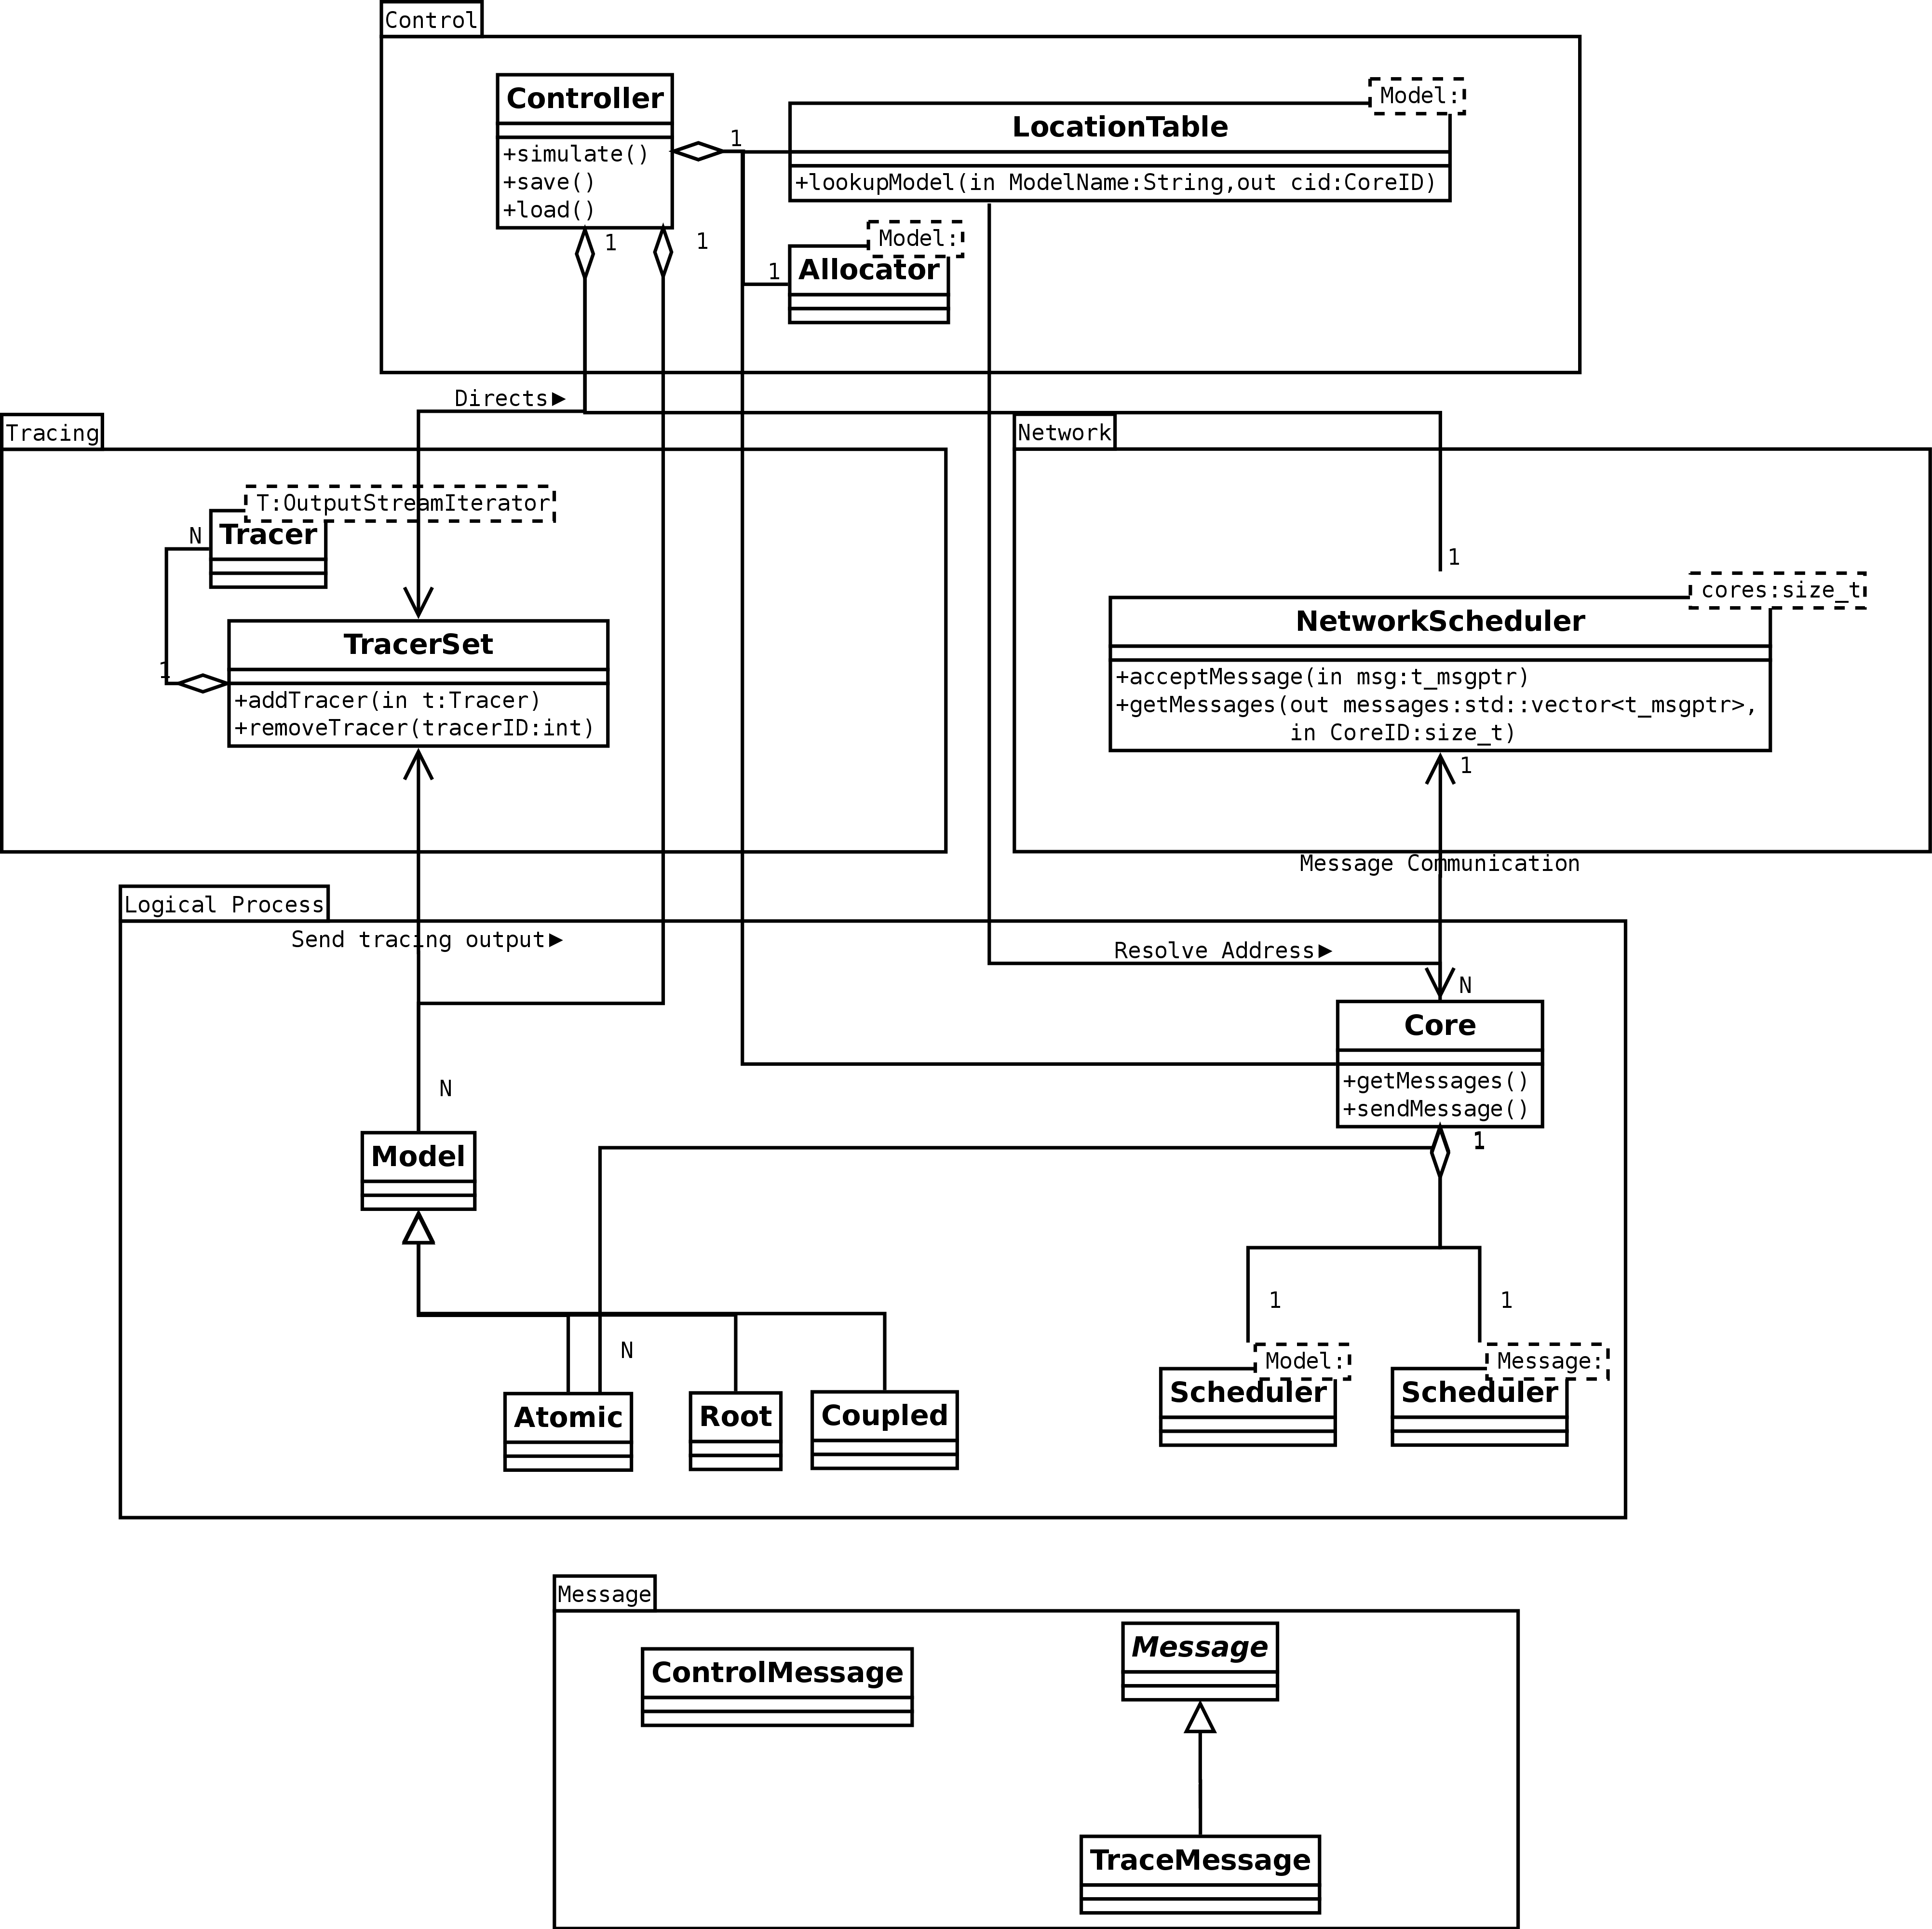 Control
Controller
+simulate()
+save()
+load()
1
Model:
LocationTable
+lookupModel(in ModelName:String,out cid:CoreID)
1
1
Model:
1
Allocator
Directs▶
Tracing
T:OutputStreamIterator
N
Tracer
1
TracerSet
+addTracer(in t:Tracer)
+removeTracer(tracerID:int)
Network
1
cores:size_t
NetworkScheduler
+acceptMessage(in msg:t_msgptr)
+getMessages(out messages:std::vector<t_msgptr>,
in CoreID:size_t)
1
Message Communication
Logical Process
Send tracing output▶
Resolve Address▶
N
Core
+getMessages()
+sendMessage()
1
N
Model
1
1
N
Model:
Scheduler
Message:
Scheduler
Atomic
Root
Coupled
Message
ControlMessage
Message
TraceMessage